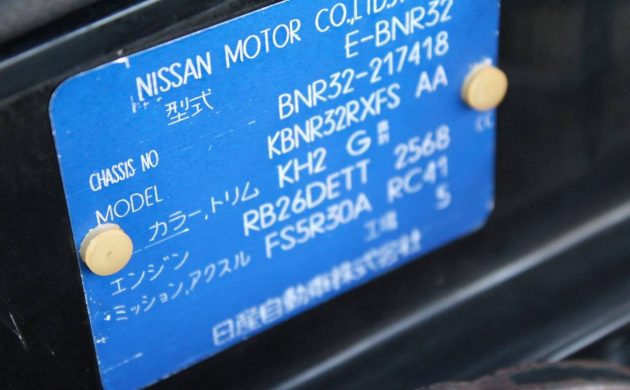 NISSAN MOTOR CO.,LTD.
型式 E-BNR32
CHASSIS NO BNR32-217418
MODEL KBNR32RXFS AA
カラー,トリム KH2 G
エンジン RB26DETT 2568
ミッション,アクスル FS5R30A RC41
工場 5
日産自動車株式会社